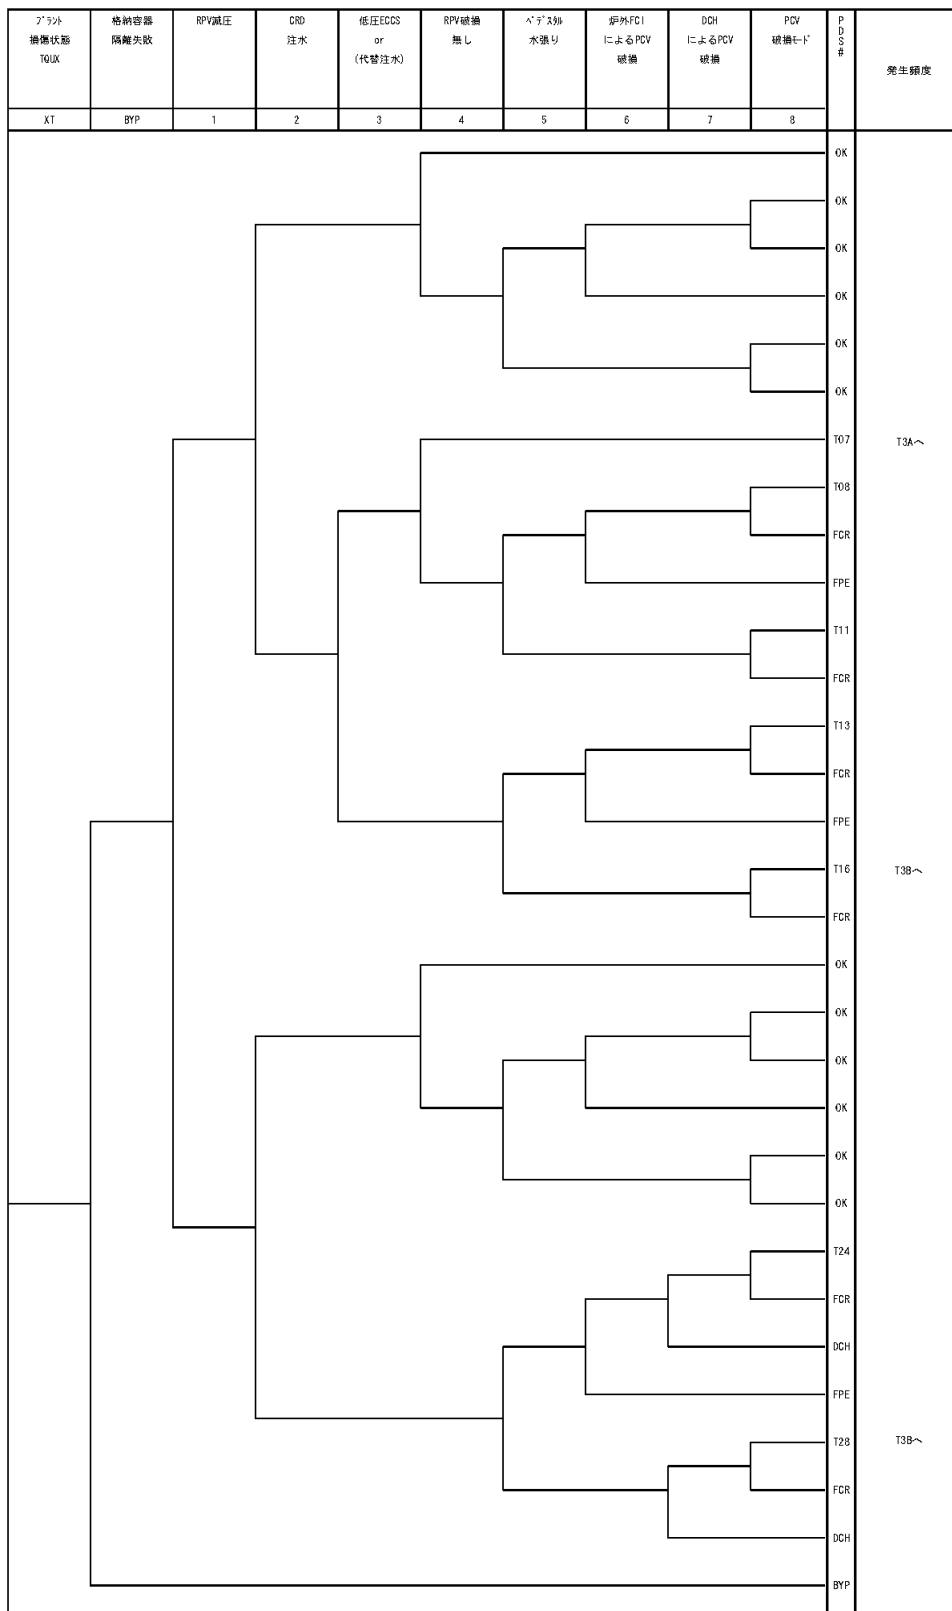 プラント
損傷状態
TQUX
格納容器
隔離失敗
RPV減圧
CRD
注水
低圧ECCS
or
(代替注水)
RPV破損
無し
ペデスタル
水張り
炉外FCI
によるPCV
破損
DCH
によるPCV
破損
PCV
破損モード
P
D
S
#
発生頻度
XT
BYP
1
2
3
4
5
6
7
8
OK
OK
OK
OK
OK
OK
T07
T3Aへ
T08
FCR
FPE
T11
FCR
T13
FCR
FPE
T16
T3Bへ
FCR
OK
OK
OK
OK
OK
OK
T24
FCR
DCH
FPE
T28
T3Bへ
FCR
DCH
BYP